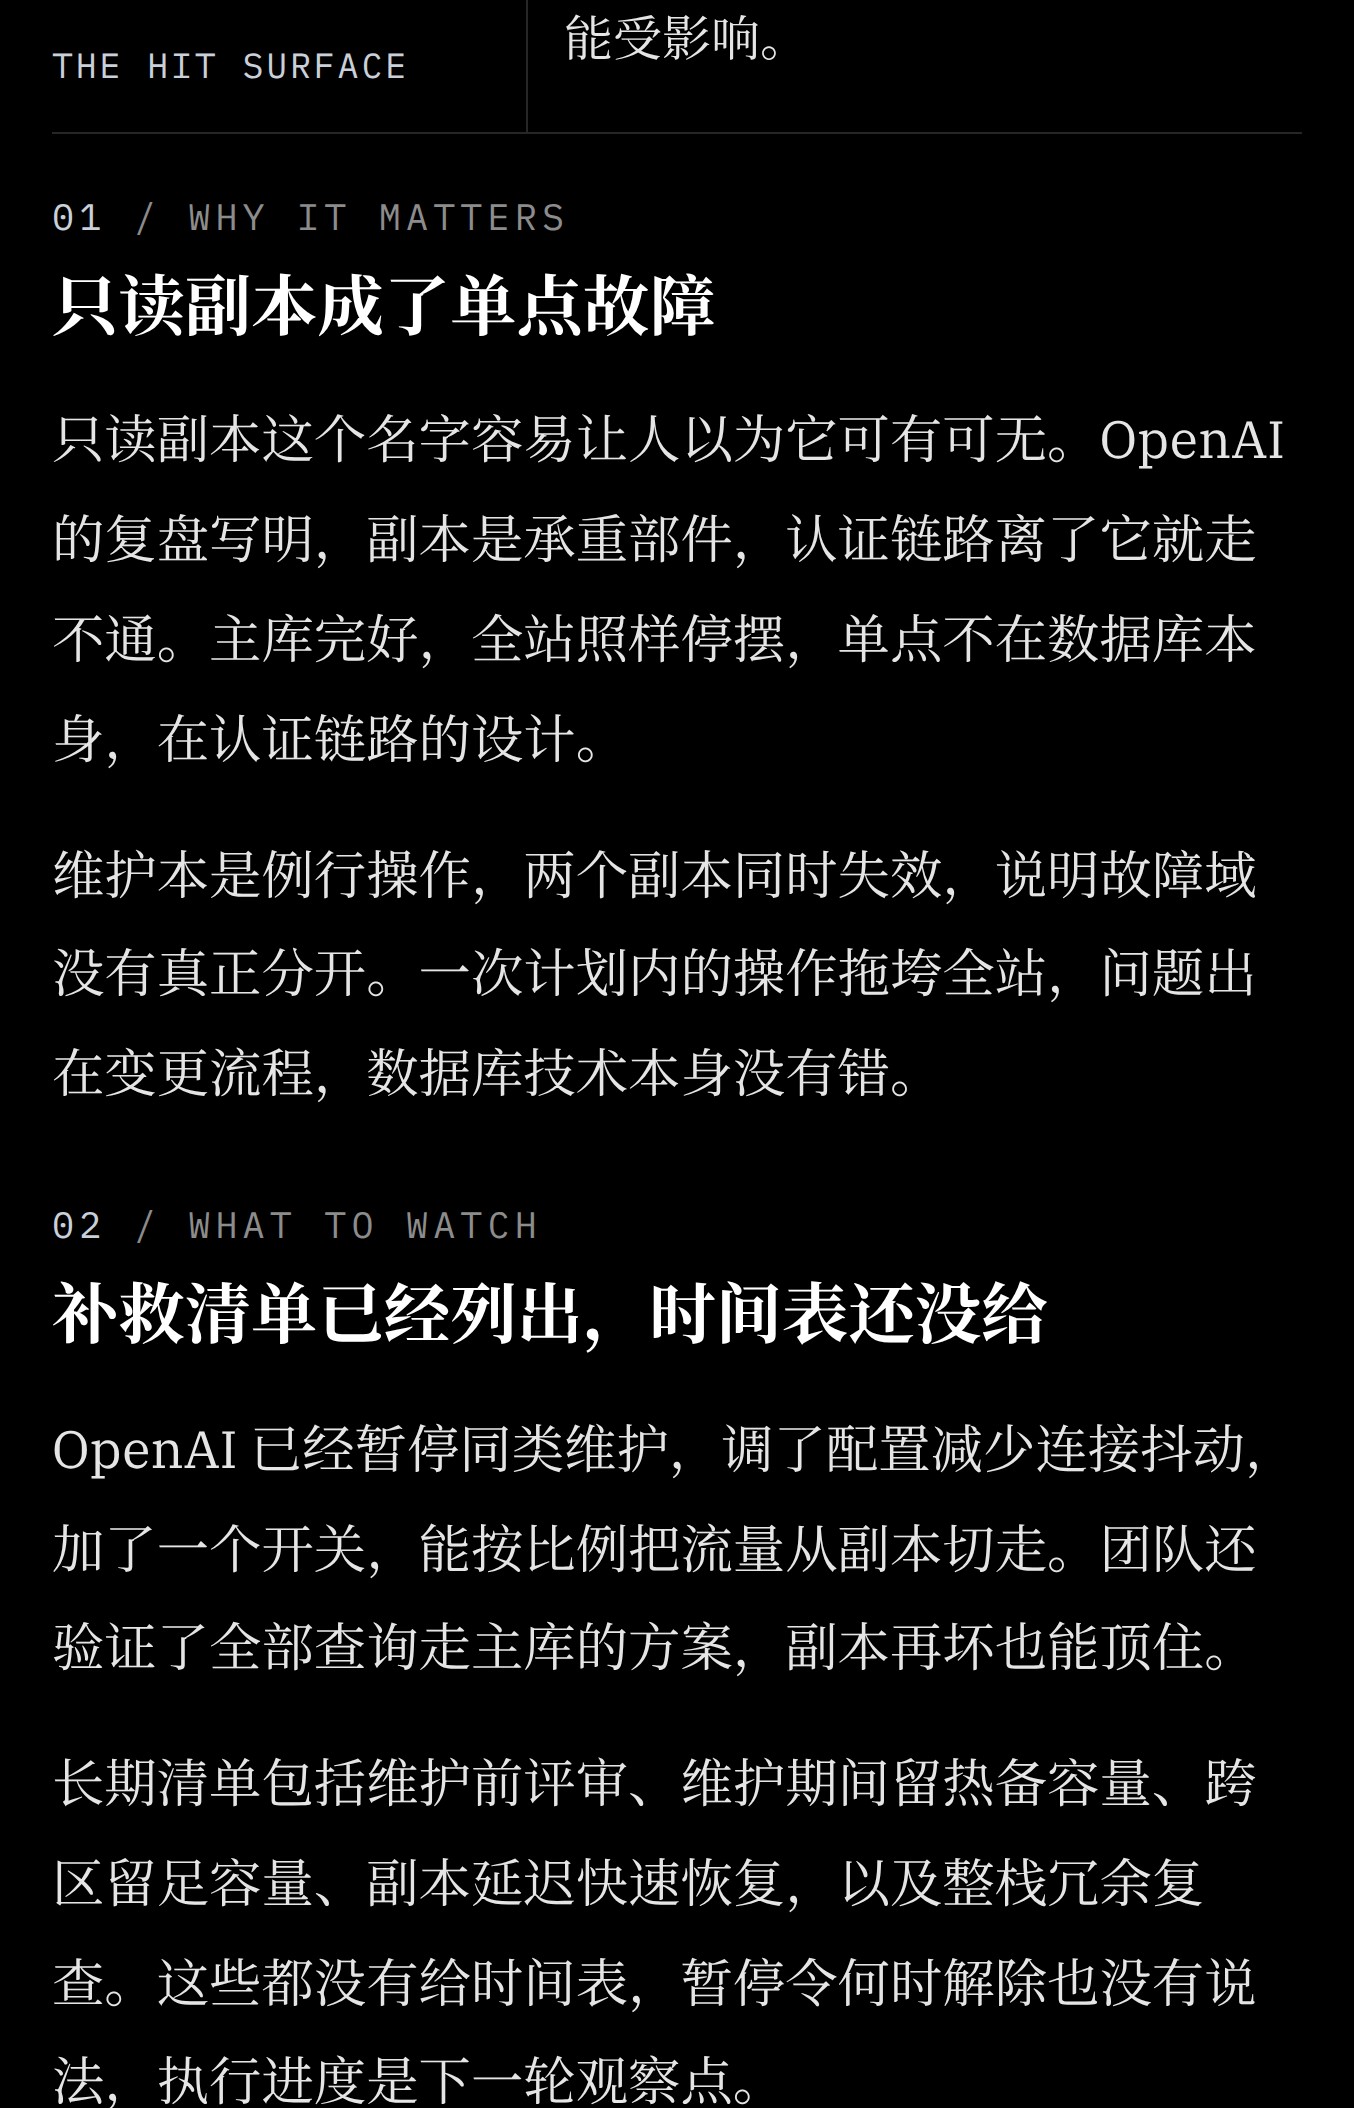 THE HIT SURFACE
能受影响。
01 / WHY IT MATTERS
只读副本成了单点故障
只读副本这个名字容易让人以为它可有可无。OpenAI
的复盘写明，副本是承重部件，认证链路离了它就走
不通。主库完好，全站照样停摆，单点不在数据库本
身，在认证链路的设计。
维护本是例行操作，两个副本同时失效，说明故障域
没有真正分开。一次计划内的操作拖垮全站，问题出
在变更流程，数据库技术本身没有错。
02 / WHAT TO WATCH
补救清单已经列出，时间表还没给
OpenAI 已经暂停同类维护，调了配置减少连接抖动，
加了一个开关，能按比例把流量从副本切走。团队还
验证了全部查询走主库的方案，副本再坏也能顶住。
长期清单包括维护前评审、维护期间留热备容量、跨
区留足容量、副本延迟快速恢复，以及整栈冗余复
查。这些都没有给时间表，暂停令何时解除也没有说
法，执行进度是下一轮观察点。